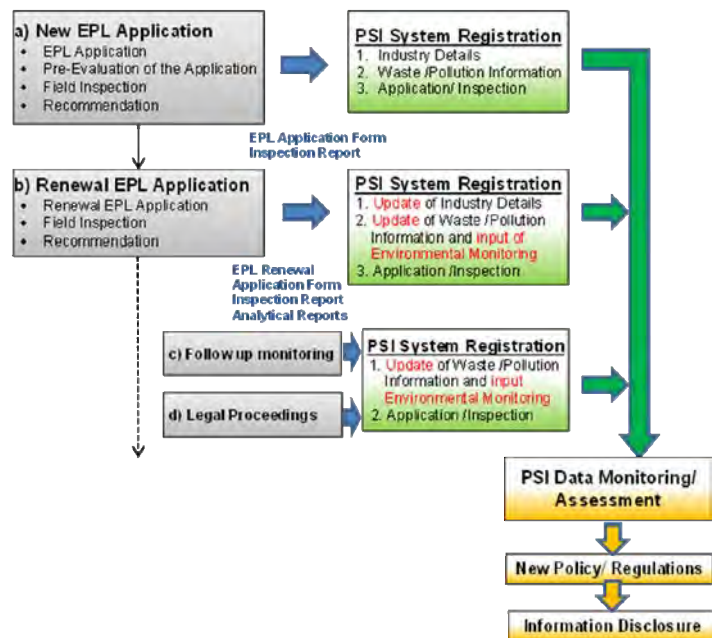 a) New EPL Application
• EPL Application
• Pre-Evaluation of the Application
• Field Inspection
• Recommendation
PSI System Registration
1. Industry Details
2. Waste /Pollution Information
3. Application/ Inspection
EPL Application Form
Inspection Report
b) Renewal EPL Application
• Renewal EPL Application
• Field Inspection
• Recommendation
PSI System Registration
1. Update of Industry Details
2. Update of Waste /Pollution
Information and input of
Environmental Monitoring
3. Application /Inspection
EPL Renewal
Application Form
Inspection Report
Analytical Reports
c) Follow up monitoring
d) Legal Proceedings
PSI System Registration
1. Update of Waste /Pollution
Information and input
Environmental Monitoring
2. Application /Inspection
PSI Data Monitoring/
Assessment
New Policy/ Regulations
Information Disclosure